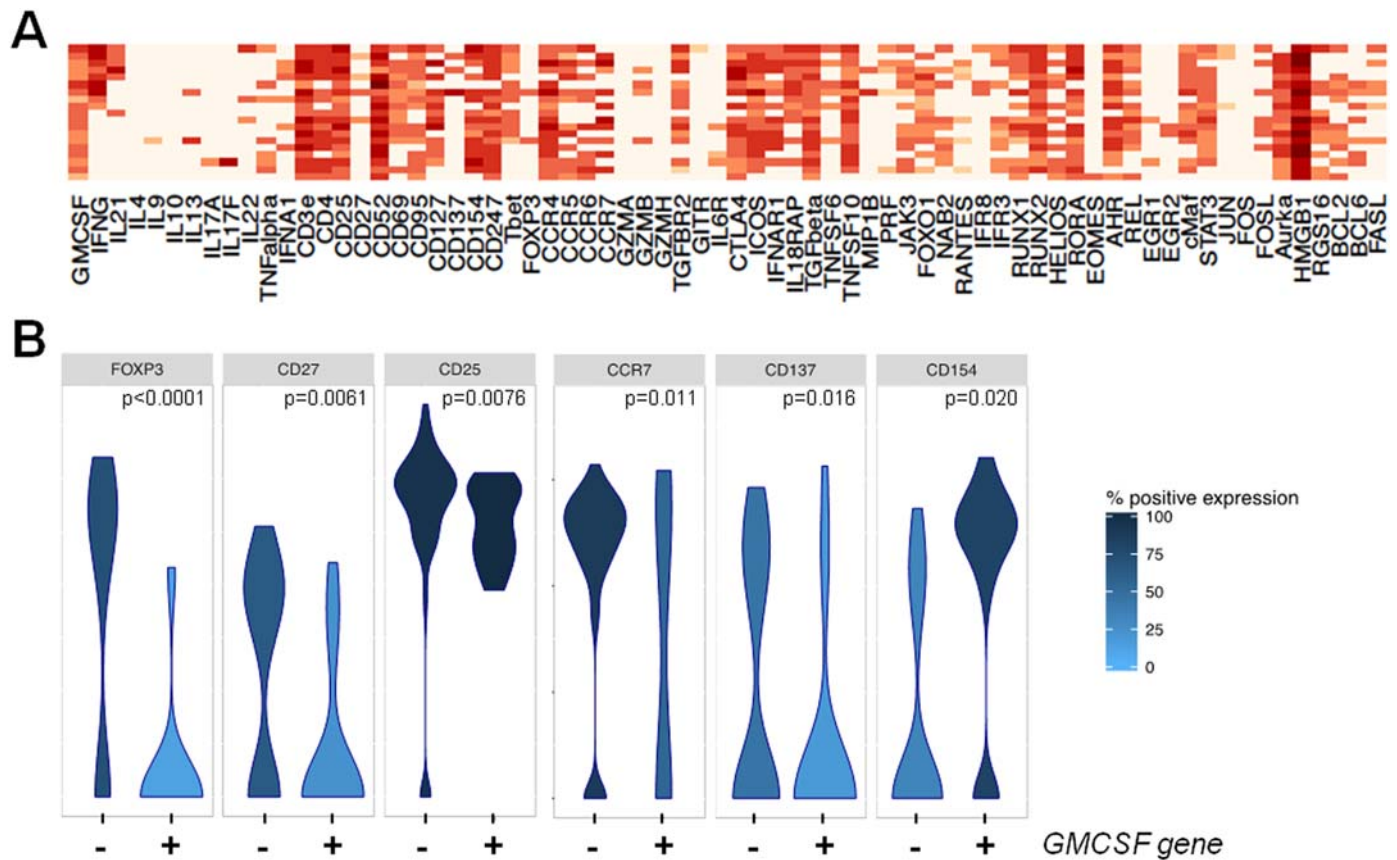 A
GMCSF
IFNG
IL21
IL4
IL9
IL10
IL13
IL17A
IL17F
IL22
TNFalpha
IFNA1
CD3e
CD4
CD25
CD27
CD52
CD69
CD95
CD127
CD137
CD154
CD247
Tbet
FOXP3
CCR4
CCR5
CCR6
CCR7
GZMA
GZMB
GZMH
TGFBR2
GITR
IL6R
CTLA4
ICOS
IFNAR1
IL18RAP
TGFbeta
TNFSF6
TNFSF10
MIP1B
PRF
JAK3
FOXO1
NAB2
RANTES
IFR8
IFR3
RUNX1
RUNX2
HELIOS
RORA
EOMES
AHR
REL
EGR1
EGR2
cMaf
STAT3
JUN
FOS
FOSL
Aurka
HMGB1
RGS16
BCL2
BCL6
FASL
B
FOXP3 CD27 CD25 CCR7 CD137 CD154
p<0.0001 p=0.0061 p=0.0076 p=0.011 p=0.016 p=0.020
% positive expression
100
75
50
25
0
- + - + - + - + - + - + GMCSF gene